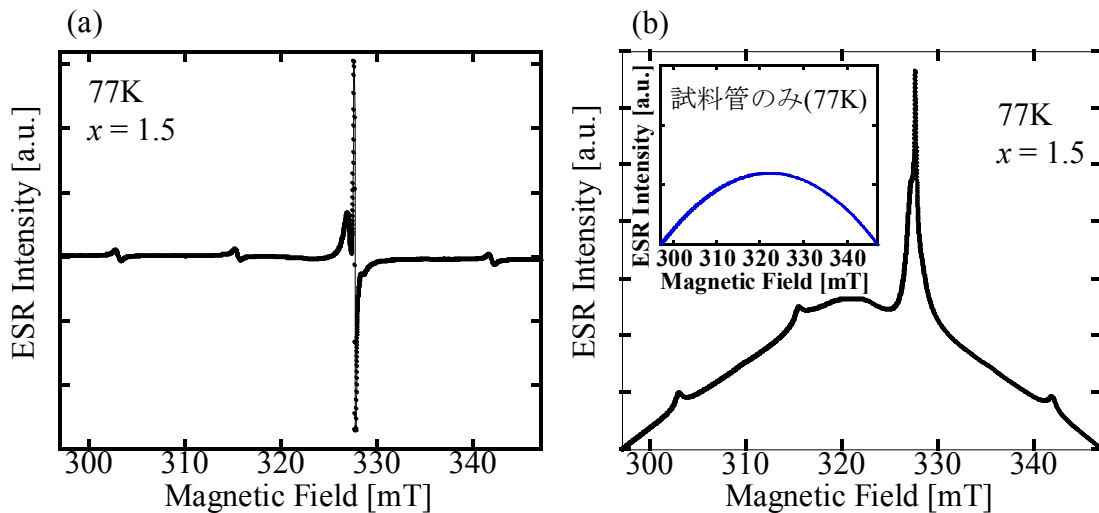 (a)
77K
x = 1.5
ESR Intensity [a.u.]
300 310 320 330 340
Magnetic Field [mT]
(b)
試料管のみ(77K)
ESR Intensity [a.u.]
300 310 320 330 340
Magnetic Field [mT]
77K
x = 1.5
ESR Intensity [a.u.]
300 310 320 330 340
Magnetic Field [mT]